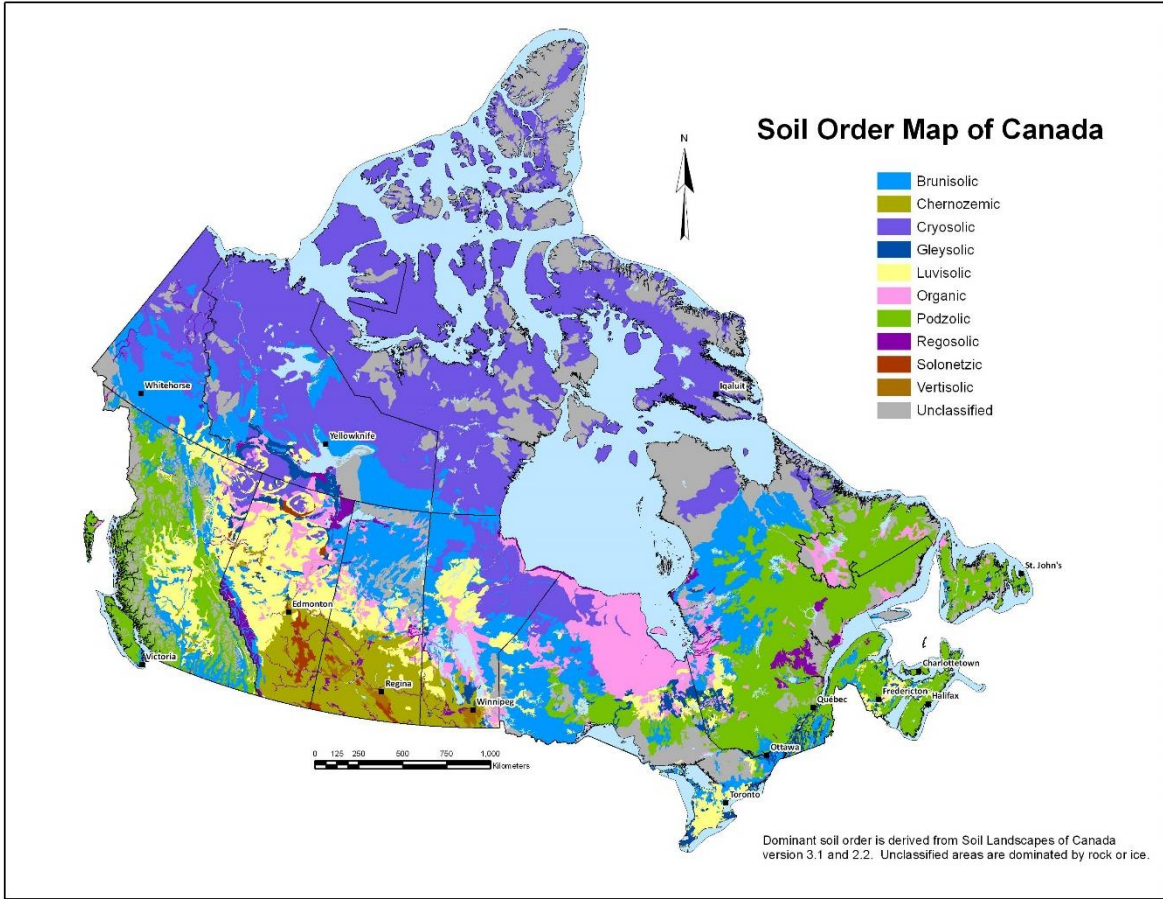 Soil Order Map of Canada
N
Brunisolic
Chernozemic
Cryosolic
Gleysolic
Luvisolic
Organic
Podzolic
Regosolic
Solonetzic
Vertisolic
Unclassified
Whitehorse
Iqaluit
Yellowknife
St. John's
Edmonton
Victoria
Regina
Winnipeg
Charlottetown
Fredericton
Halifax
Québec
Ottawa
Toronto
0 125 250 500 750 1,000
Kilometers
Dominant soil order is derived from Soil Landscapes of Canada
version 3.1 and 2.2. Unclassified areas are dominated by rock or ice.